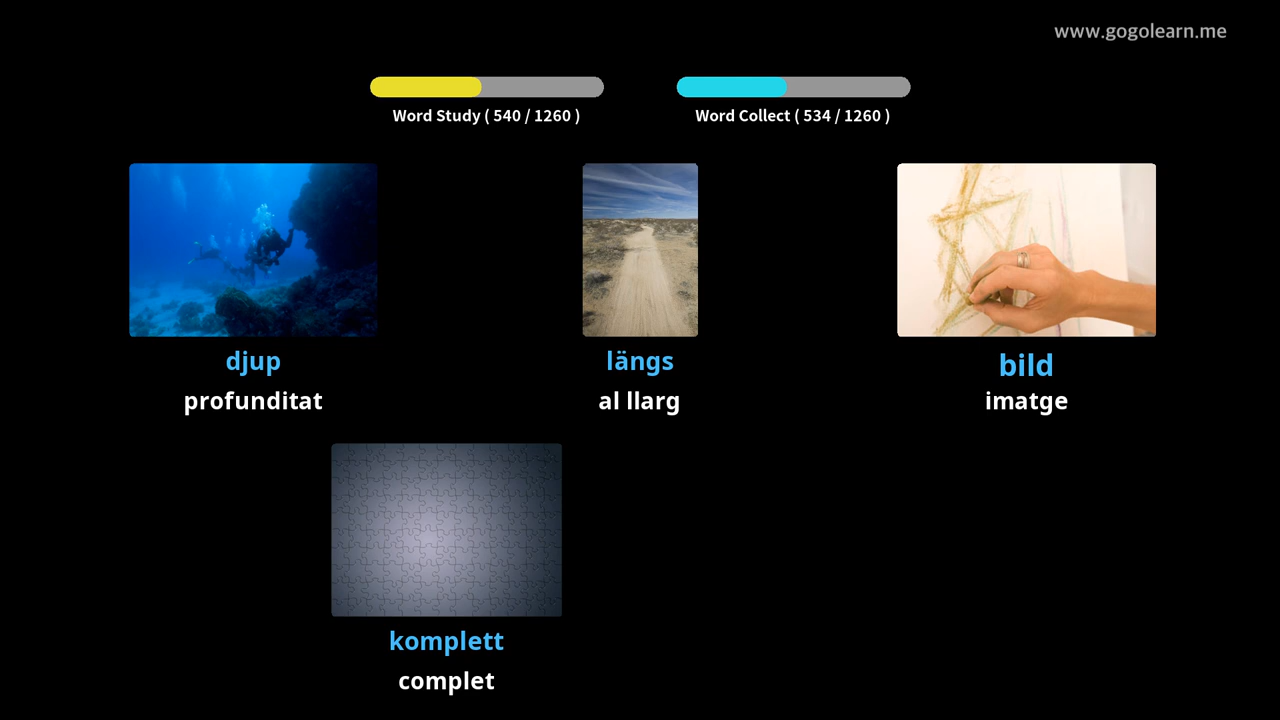 www.gogolearn.me
Word Study ( 540 / 1260 )
Word Collect ( 534 / 1260 )
djup
profunditat
längs
al llarg
bild
imatge
komplett
complet